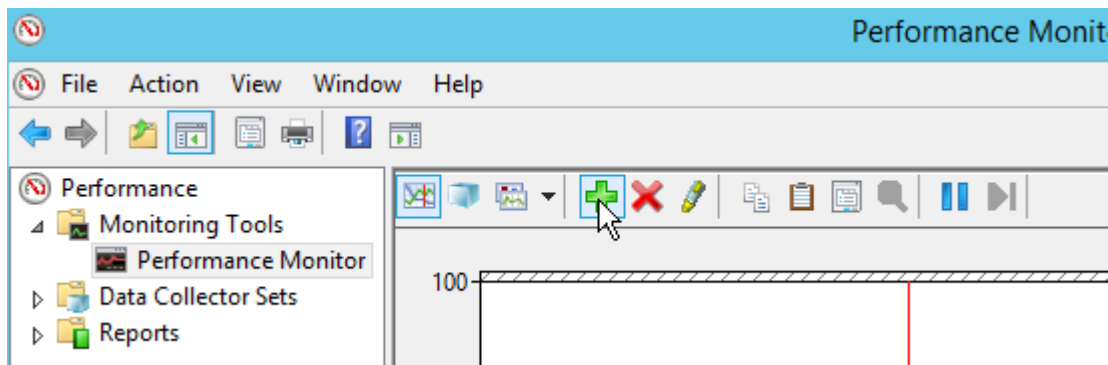 Performance Monit
File Action View Window Help
?
Performance
Monitoring Tools
Performance Monitor
Data Collector Sets
Reports
100